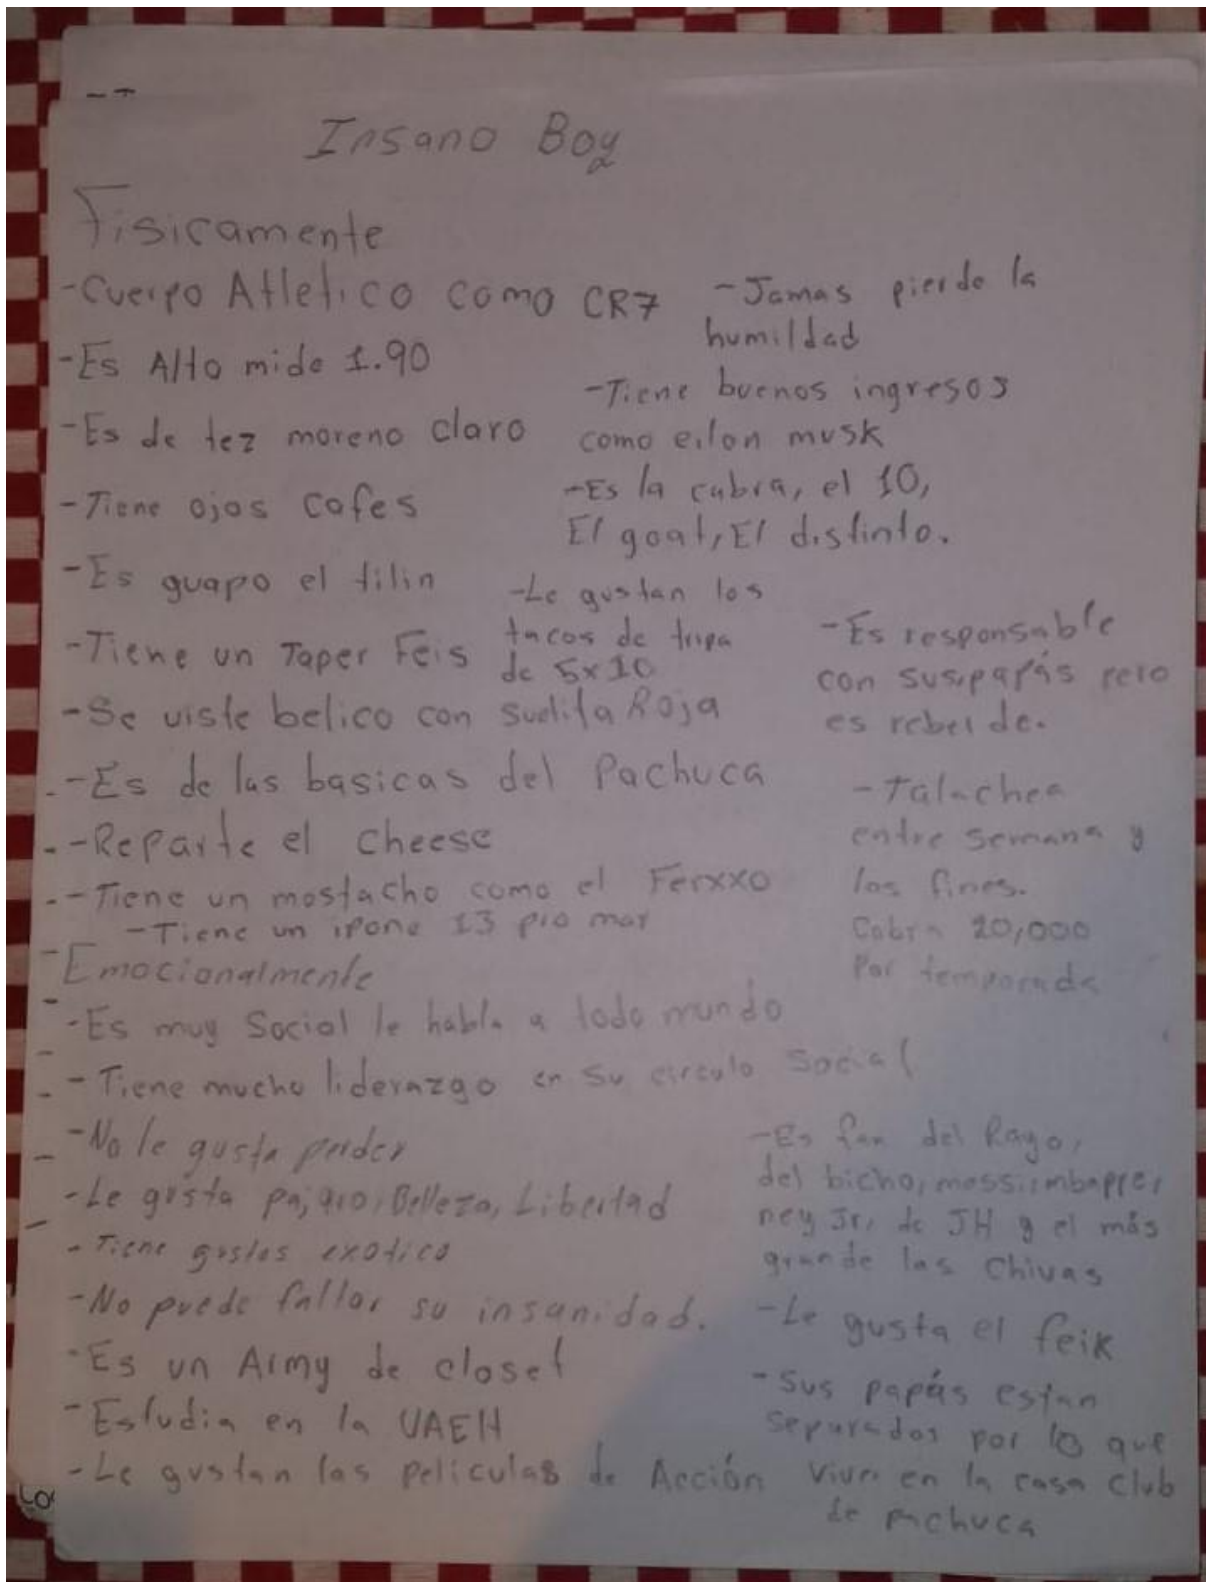 Insano Boy
Fisicamente
-Cuerpo Atletico como CR7
-Es Alto mide 1.90
-Es de tez moreno claro
-Tiene ojos cafes
-Es guapo el tilin
-Tiene un Taper Feis
-Se viste belico con suelita Roja
-Es de las basicas del Pachuca
-Reparte el cheese
-Tiene un mostacho como el Ferxxo
-Tiene un ipone 13 pro max
-Jamas pierde la
humildad
-Tiene buenos ingresos
como eilon musk
-Es la cabra, el 10,
El goat, El distinto.
-Le gustan los
tacos de tripa
de 5x10
-Es responsable
con sus papás pero
es rebelde.
-Talachea
entre semana y
los fines.
Cobra 20,000
Por temporada
Emocionalmente
-Es muy Social le habla a todo mundo
-Tiene mucho liderazgo en su circulo social
-No le gusta perder
-Le gusta Belleza, Libertad
-Tiene gustos exotico
-No puede faltar su insanidad.
-Es un Army de closet
-Estudia en la UAEH
-Le gustan las peliculas de Acción
-Es fan del Rayo,
del bicho, messi, mbappe,
ney Jr, de JH y el más
grande las Chivas
-Le gusta el feik
-Sus papás estan
separados por lo que
vive en la casa club
de pachuca